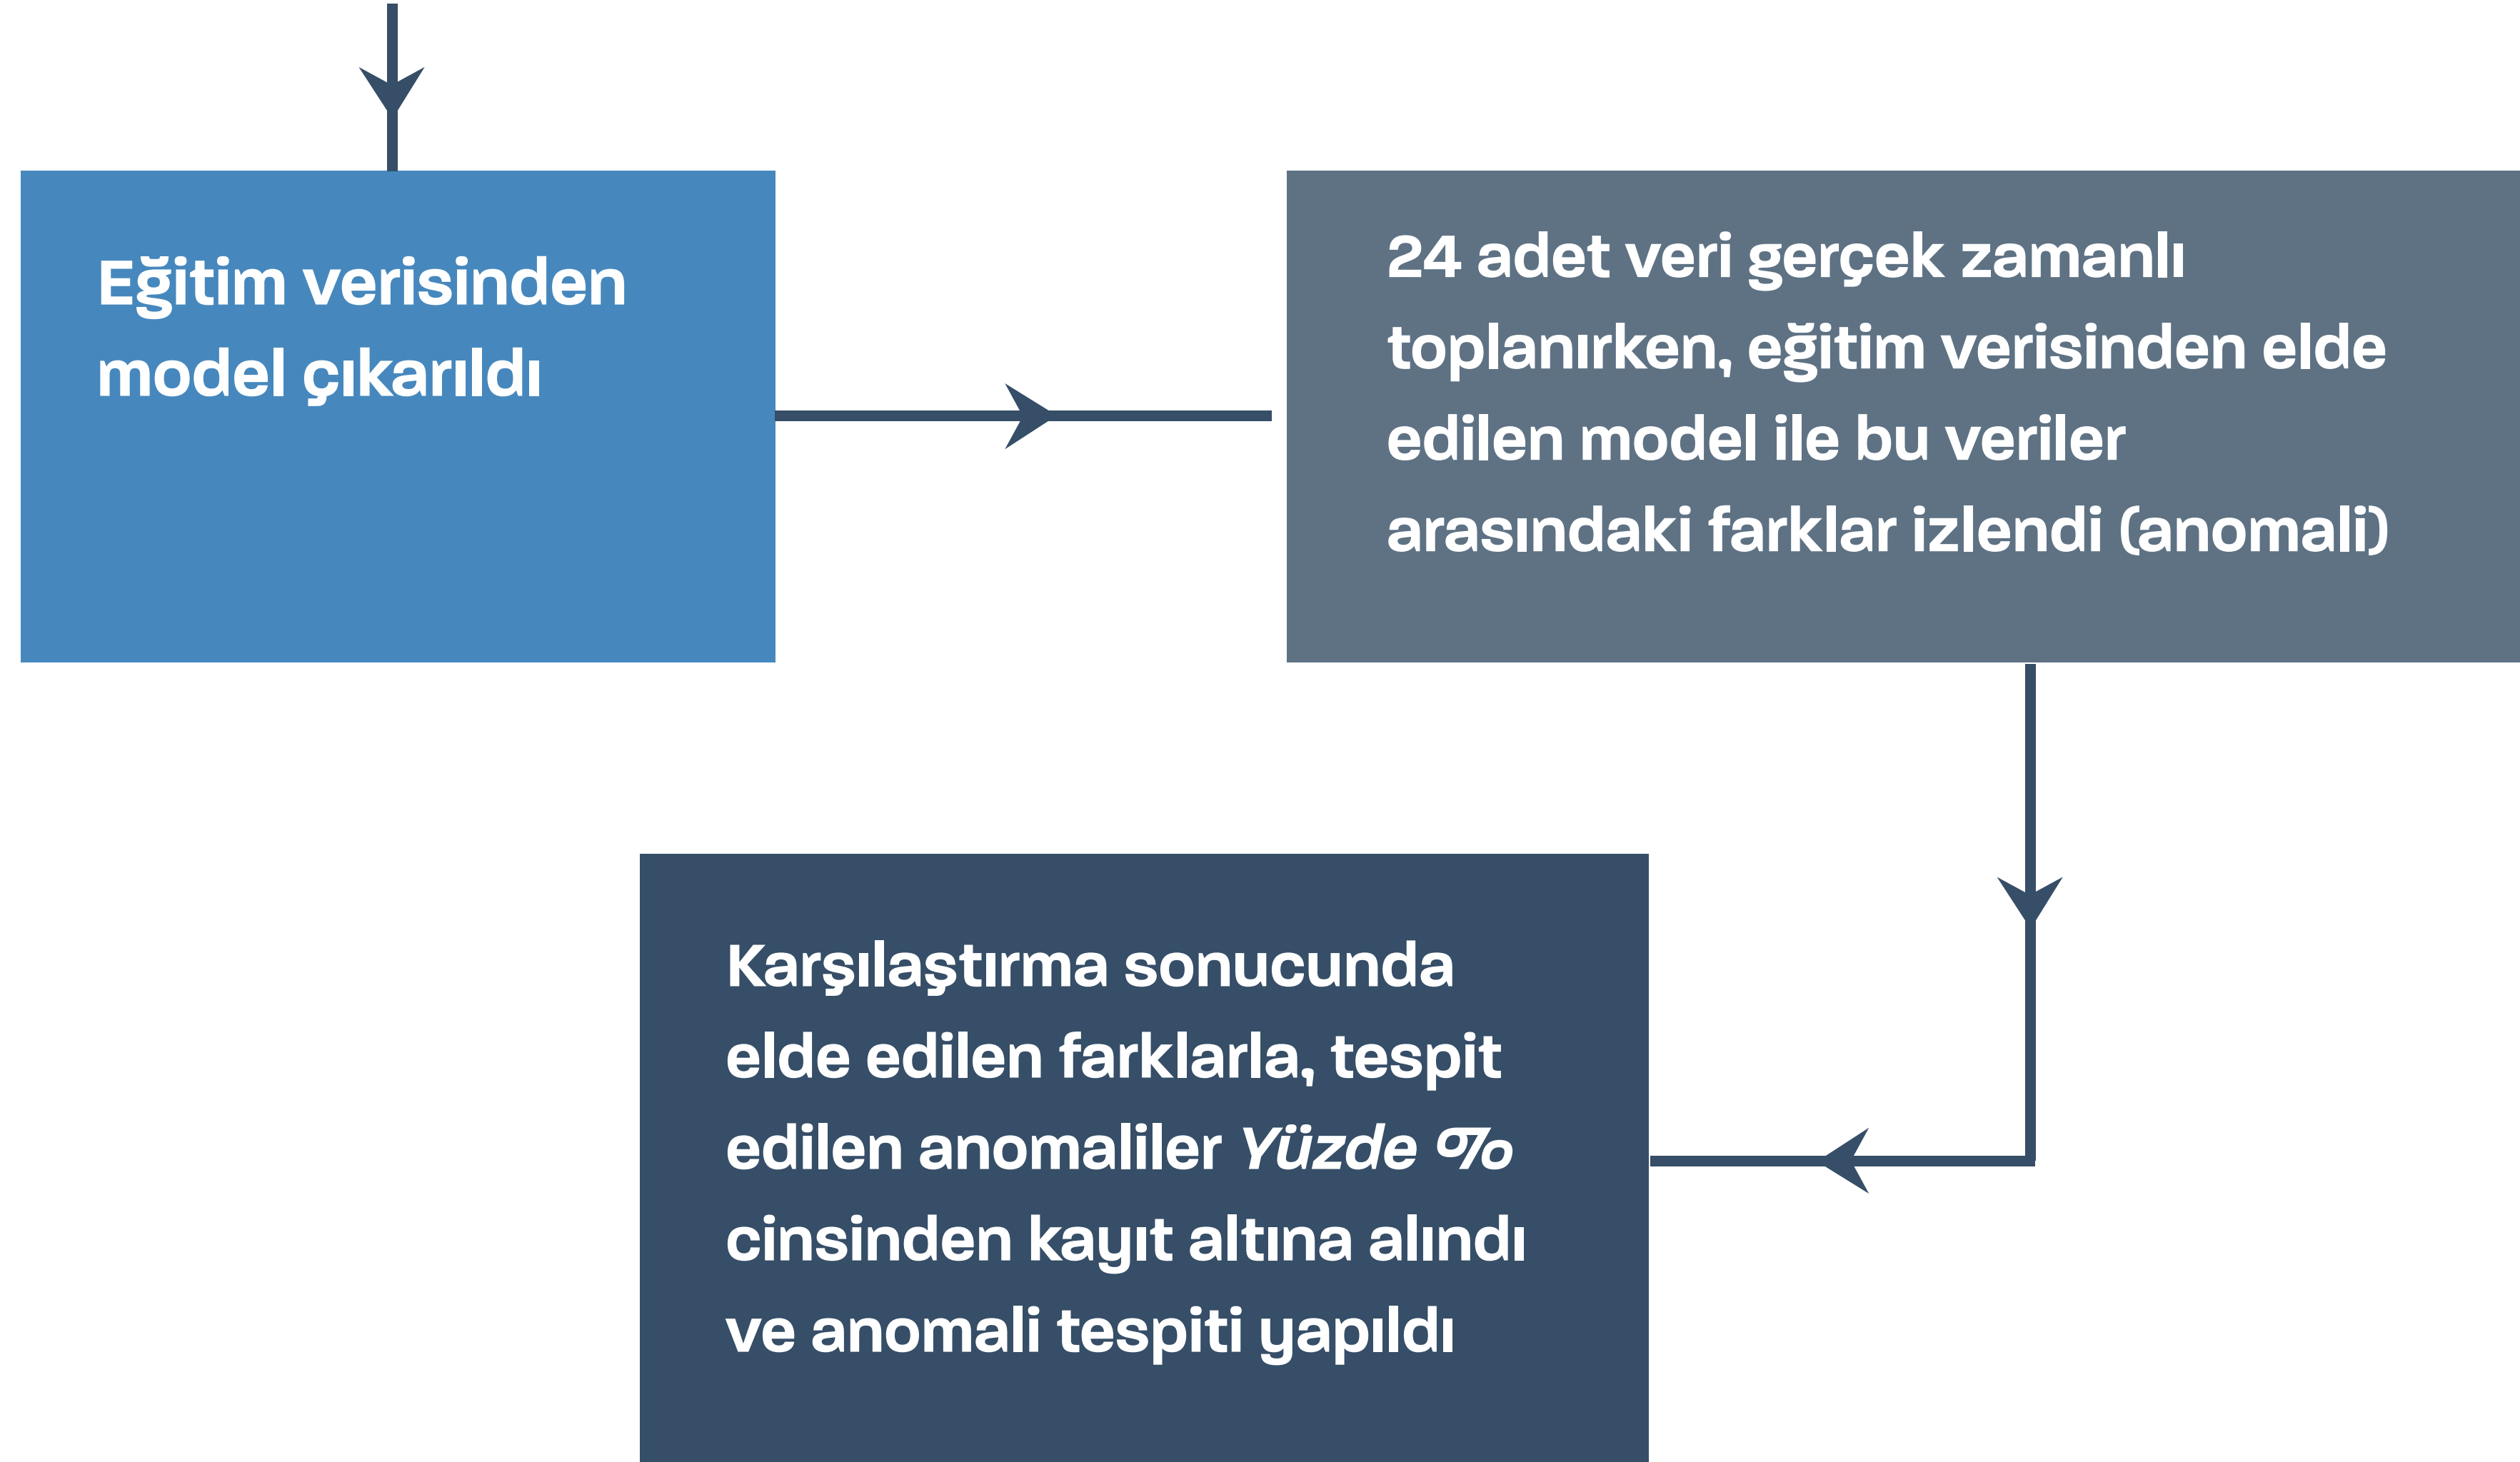 Eğitim verisinden
model çıkarıldı
24 adet veri gerçek zamanlı
toplanırken, eğitim verisinden elde
edilen model ile bu veriler
arasındaki farklar izlendi (anomali)
Karşılaştırma sonucunda
elde edilen farklarla, tespit
edilen anomaliler Yüzde %
cinsinden kayıt altına alındı
ve anomali tespiti yapıldı